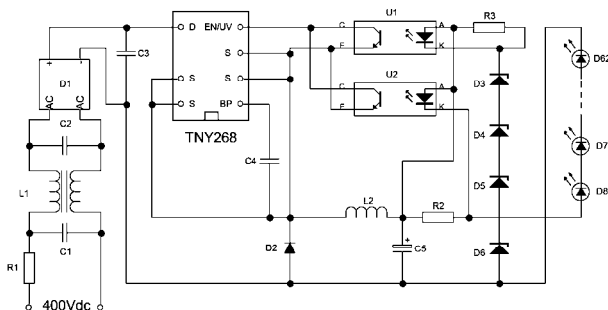 U1
R3
C
A
E
K
D EN/UV
S
S S
S BP
TNY268
+ -
D1
AC AC
C3
C2
L1
C1
R1
400Vdc
C4
D2
U2
C
A
E
K
L2
R2
+
C5
D3
D4
D5
D6
D62
D7
D8